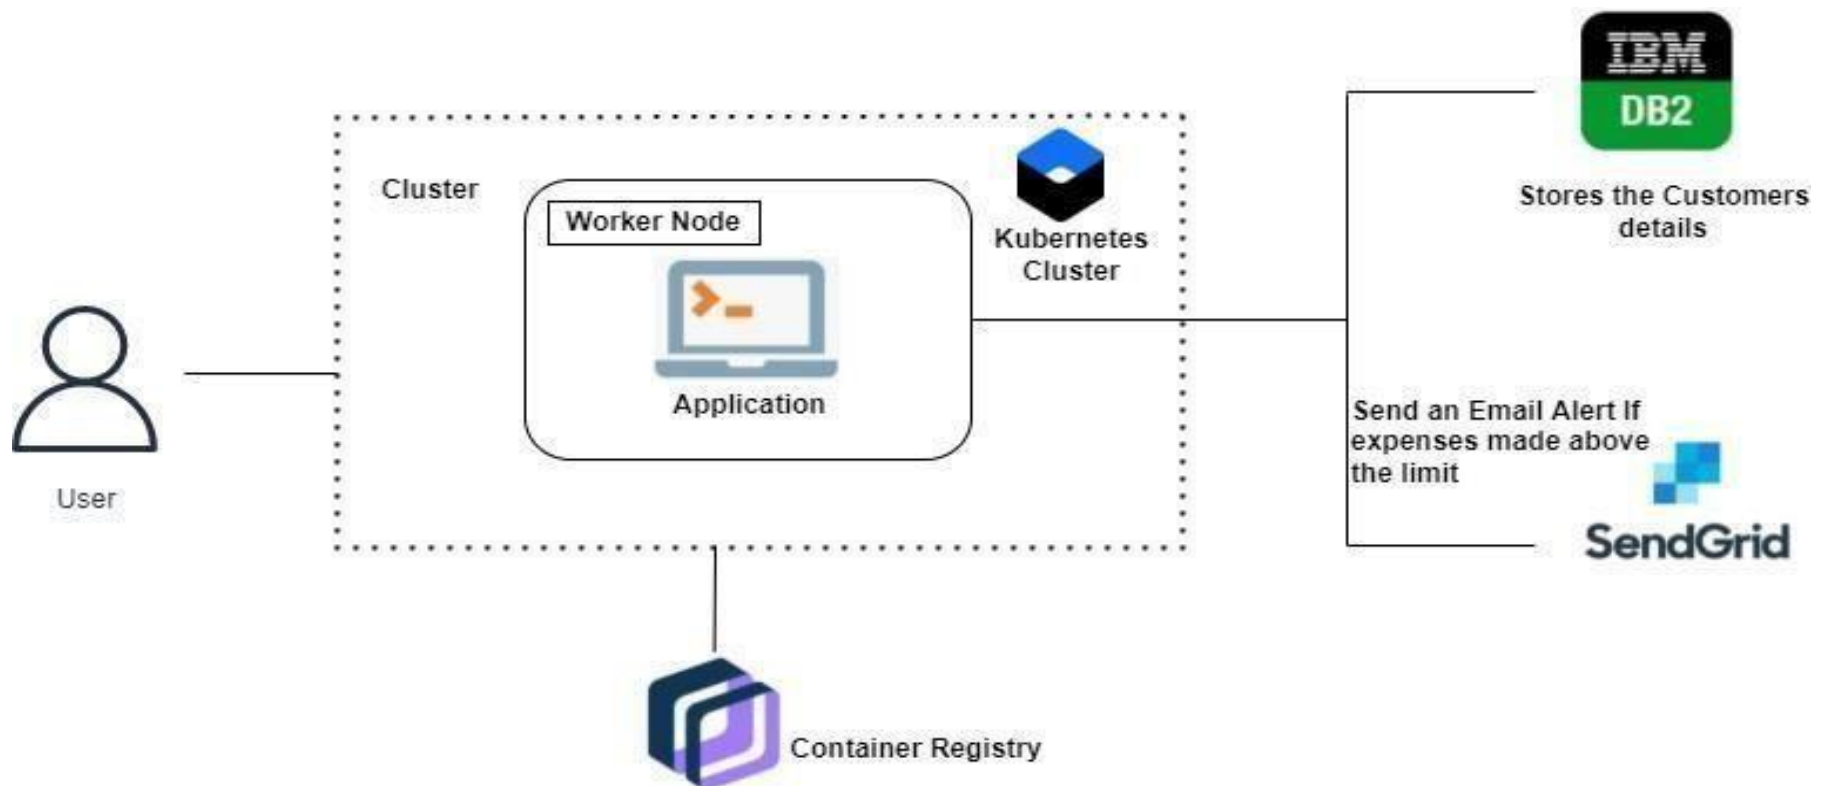 IBM
DB2
Stores the Customers
details
Cluster
Worker Node
Kubernetes
Cluster
Application
User
Send an Email Alert If
expenses made above
the limit
SendGrid
Container Registry